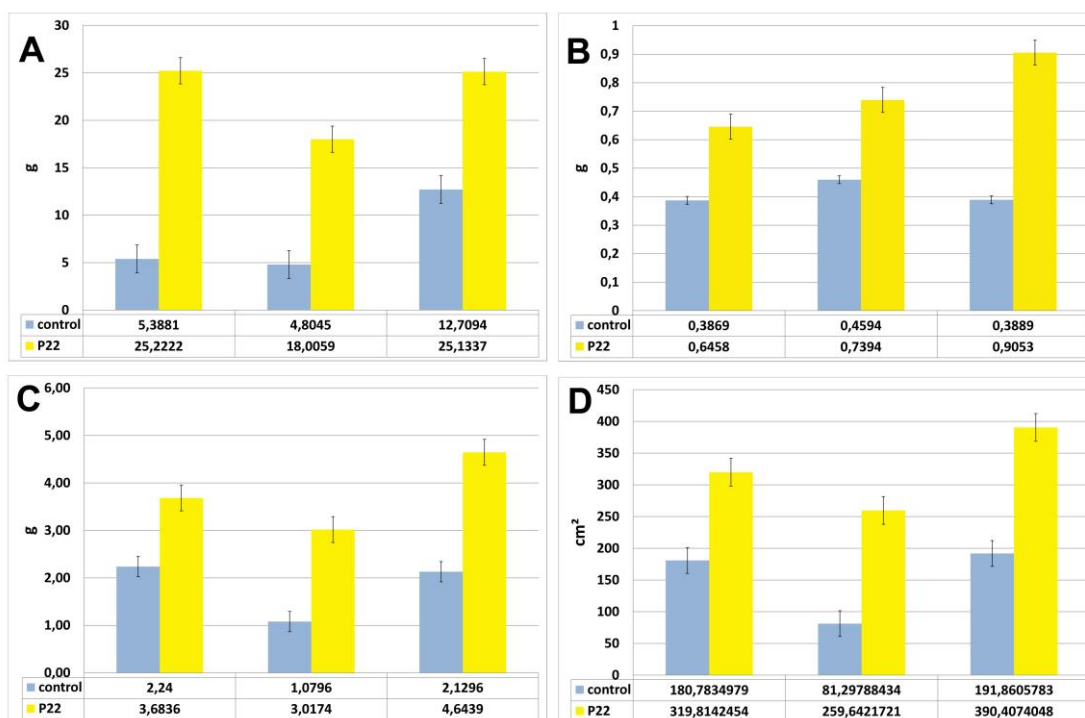 A
30
25
20
15
10
5
0
g
control 5,3881 4,8045 12,7094
P22 25,2222 18,0059 25,1337
B
1
0,9
0,8
0,7
0,6
0,5
0,4
0,3
0,2
0,1
0
g
control 0,3869 0,4594 0,3889
P22 0,6458 0,7394 0,9053
C
6,00
5,00
4,00
3,00
2,00
1,00
0,00
g
control 2,24 1,0796 2,1296
P22 3,6836 3,0174 4,6439
D
450
400
350
300
250
200
150
100
50
0
cm²
control 180,7834979 81,29788434 191,8605783
P22 319,8142454 259,6421721 390,4074048